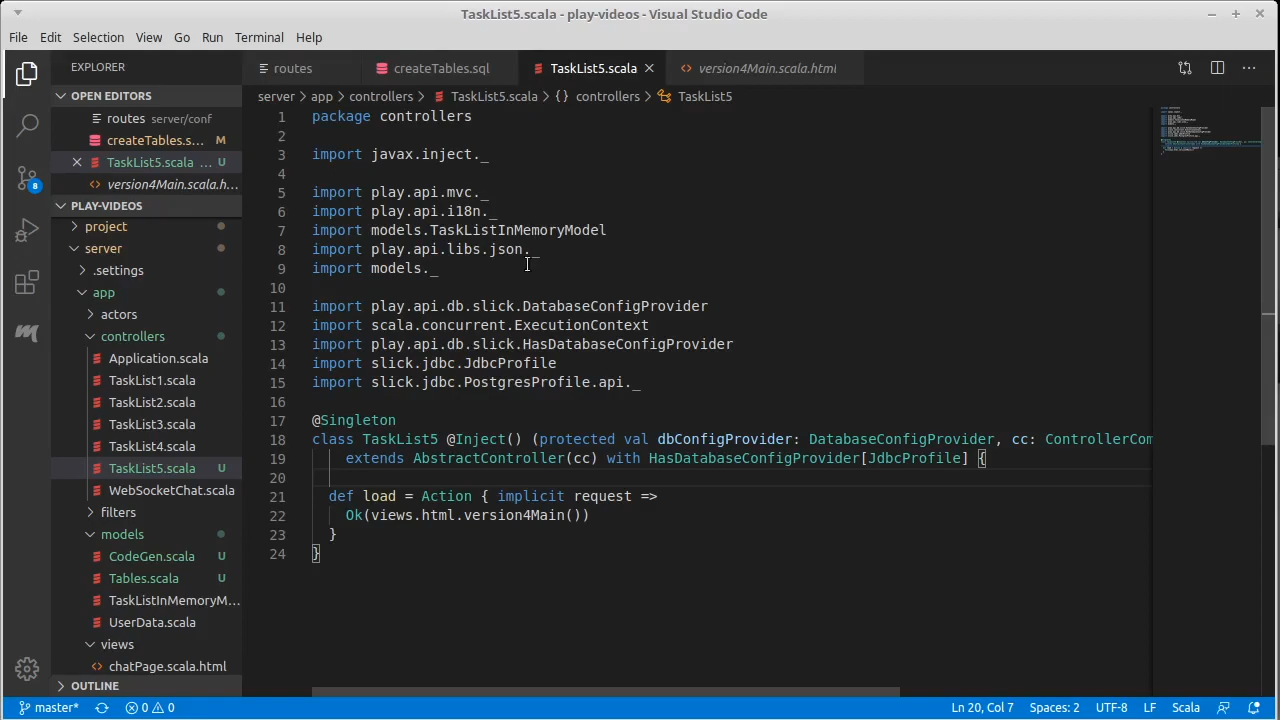 TaskList5.scala - play-videos - Visual Studio Code
File Edit Selection View Go Run Terminal Help
EXPLORER
routes
createTables.sql
TaskList5.scala
version4Main.scala.html
OPEN EDITORS
server > app > controllers > TaskList5.scala > {} controllers > TaskList5
routes server/conf
createTables.s... M
TaskList5.scala ... U
version4Main.scala.h...
PLAY-VIDEOS
project
server
.settings
app
actors
controllers
Application.scala
TaskList1.scala
TaskList2.scala
TaskList3.scala
TaskList4.scala
TaskList5.scala U
WebSocketChat.scala
filters
models
CodeGen.scala U
Tables.scala U
TaskListInMemoryM...
UserData.scala
views
chatPage.scala.html
OUTLINE
8
1 package controllers
2
3 import javax.inject._
4
5 import play.api.mvc._
6 import play.api.i18n._
7 import models.TaskListInMemoryModel
8 import play.api.libs.json._
9 import models._
10
11 import play.api.db.slick.DatabaseConfigProvider
12 import scala.concurrent.ExecutionContext
13 import play.api.db.slick.HasDatabaseConfigProvider
14 import slick.jdbc.JdbcProfile
15 import slick.jdbc.PostgresProfile.api._
16
17 @Singleton
18 class TaskList5 @Inject() (protected val dbConfigProvider: DatabaseConfigProvider, cc: ControllerCom
19 extends AbstractController(cc) with HasDatabaseConfigProvider[JdbcProfile] {
20
21 def load = Action { implicit request =>
22 Ok(views.html.version4Main())
23 }
24 }
master* 0 0 Ln 20, Col 7 Spaces: 2 UTF-8 LF Scala